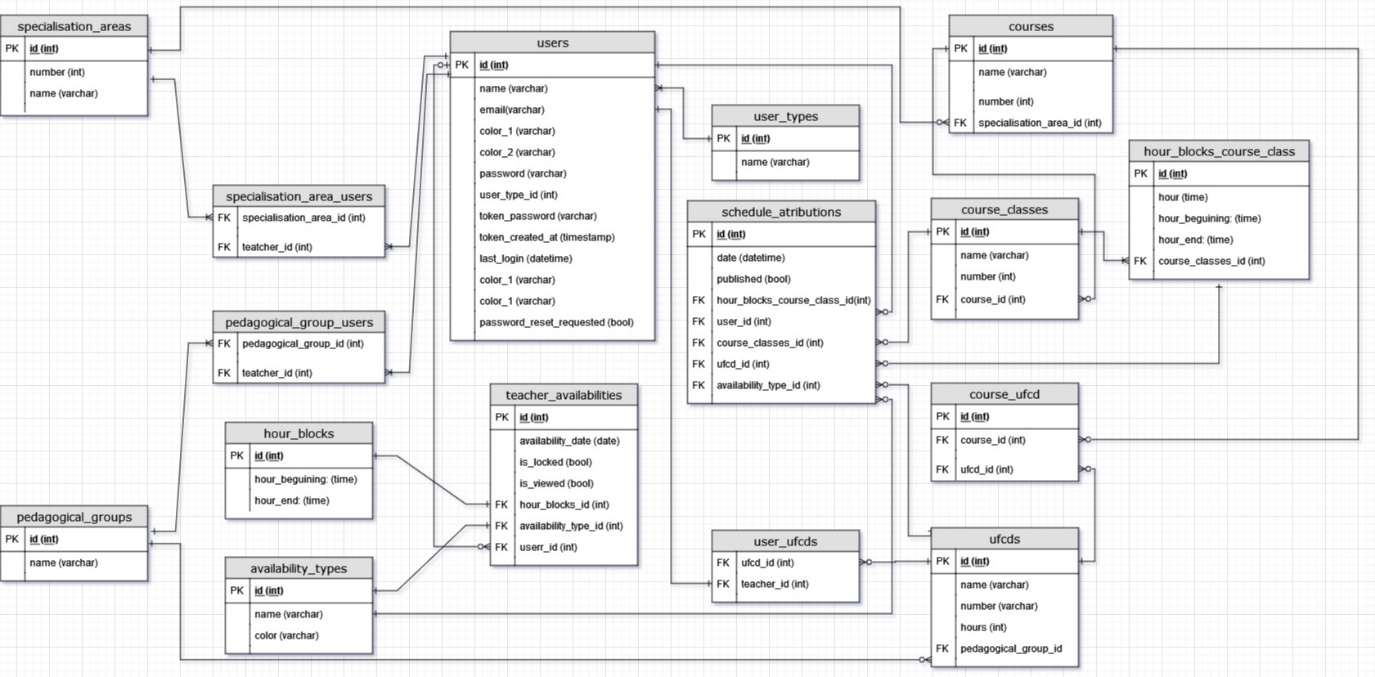 specialisation_areas
PK id (int)
number (int)
name (varchar)
users
PK id (int)
name (varchar)
email(varchar)
color_1 (varchar)
color_2 (varchar)
password (varchar)
user_type_id (int)
token_password (varchar)
token_created_at (timestamp)
last_login (datetime)
color_1 (varchar)
color_1 (varchar)
password_reset_requested (bool)
courses
PK id (int)
name (varchar)
number (int)
FK specialisation_area_id (int)
user_types
PK id (int)
name (varchar)
hour_blocks_course_class
PK id (int)
hour (time)
hour_beguining: (time)
hour_end: (time)
FK course_classes_id (int)
specialisation_area_users
FK specialisation_area_id (int)
FK teatcher_id (int)
schedule_atributions
PK id (int)
date (datetime)
published (bool)
FK hour_blocks_course_class_id(int)
FK user_id (int)
FK course_classes_id (int)
FK ufcd_id (int)
FK availability_type_id (int)
course_classes
PK id (int)
name (varchar)
number (int)
FK course_id (int)
pedagogical_group_users
FK pedagogical_group_id (int)
FK teatcher_id (int)
teacher_availabilities
PK id (int)
availability_date (date)
is_locked (bool)
is_viewed (bool)
FK hour_blocks_id (int)
FK availability_type_id (int)
FK userr_id (int)
course_ufcd
PK id (int)
FK course_id (int)
FK ufcd_id (int)
hour_blocks
PK id (int)
hour_beguining: (time)
hour_end: (time)
pedagogical_groups
PK id (int)
name (varchar)
user_ufcds
FK ufcd_id (int)
FK teacher_id (int)
ufcds
PK id (int)
name (varchar)
number (varchar)
hours (int)
FK pedagogical_group_id
availability_types
PK id (int)
name (varchar)
color (varchar)